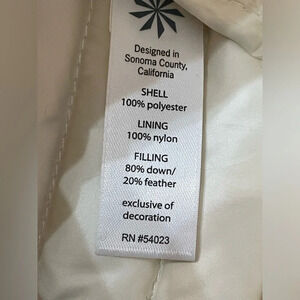 Designed in
Sonoma County,
California
SHELL
100% polyester
LINING
100% nylon
FILLING
80% down/
20% feather
exclusive of
decoration
RN #54023